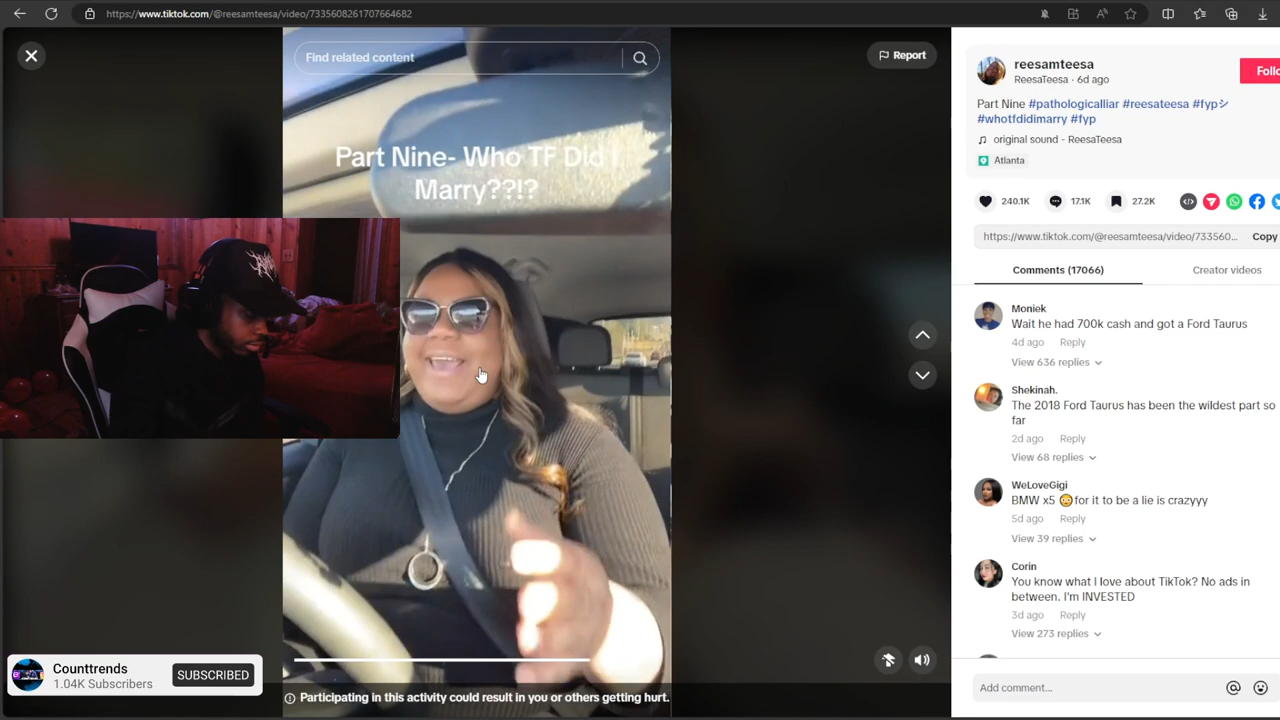 https://www.tiktok.com/@reesamteesa/video/7335608261707664682
Find related content
Report
Part Nine- Who TF Did I
Marry??!?
Counttrends
1.04K Subscribers
SUBSCRIBED
Participating in this activity could result in you or others getting hurt.
reesamteesa
ReesaTeesa · 6d ago
Follo
Part Nine #pathologicalliar #reesateesa #fypシ
#whotfdidimarry #fyp
original sound - ReesaTeesa
Atlanta
240.1K
17.1K
27.2K
https://www.tiktok.com/@reesamteesa/video/733560...
Copy
Comments (17066)
Creator videos
Moniek
Wait he had 700k cash and got a Ford Taurus
4d ago Reply
View 636 replies
Shekinah.
The 2018 Ford Taurus has been the wildest part so
far
2d ago Reply
View 68 replies
WeLoveGigi
BMW x5 😳for it to be a lie is crazyyy
5d ago Reply
View 39 replies
Corin
You know what I love about TikTok? No ads in
between. I'm INVESTED
3d ago Reply
View 273 replies
Add comment...